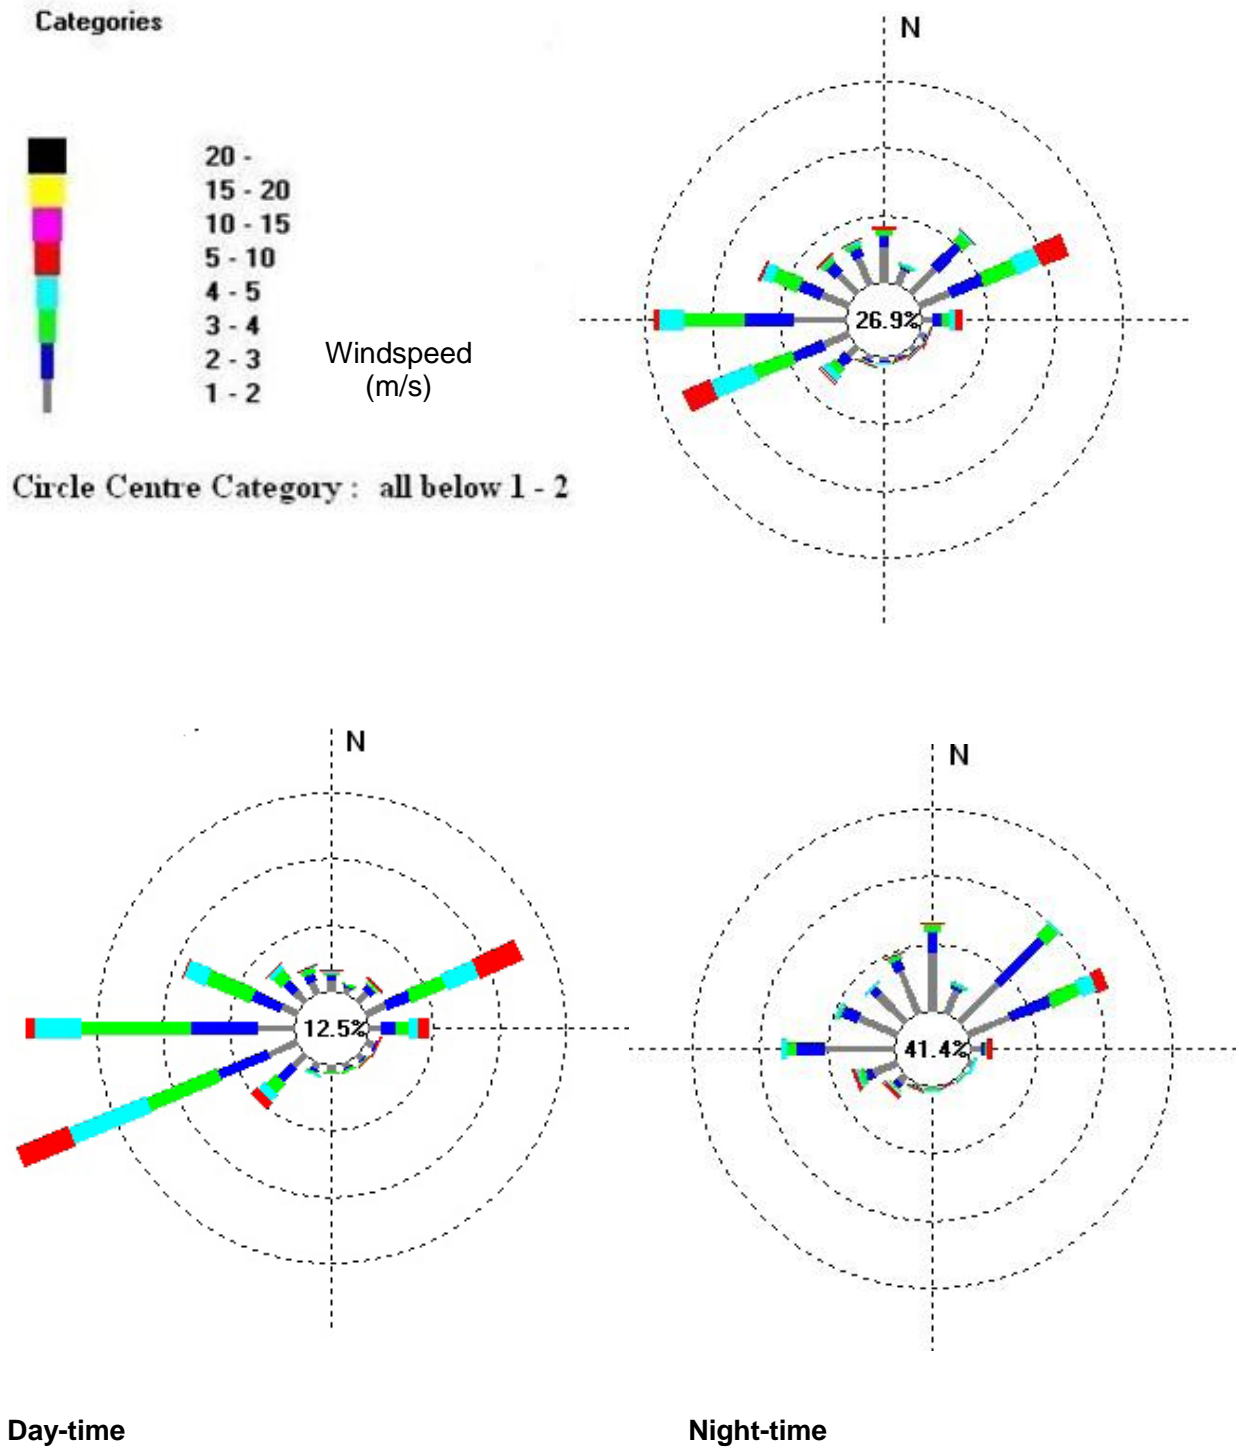 Categories
N
20 -
15 - 20
10 - 15
5 - 10
4 - 5
3 - 4
2 - 3
1 - 2
Windspeed
(m/s)
26.9%
Circle Centre Category : all below 1 - 2
N
N
12.5%
41.4%
Day-time
Night-time